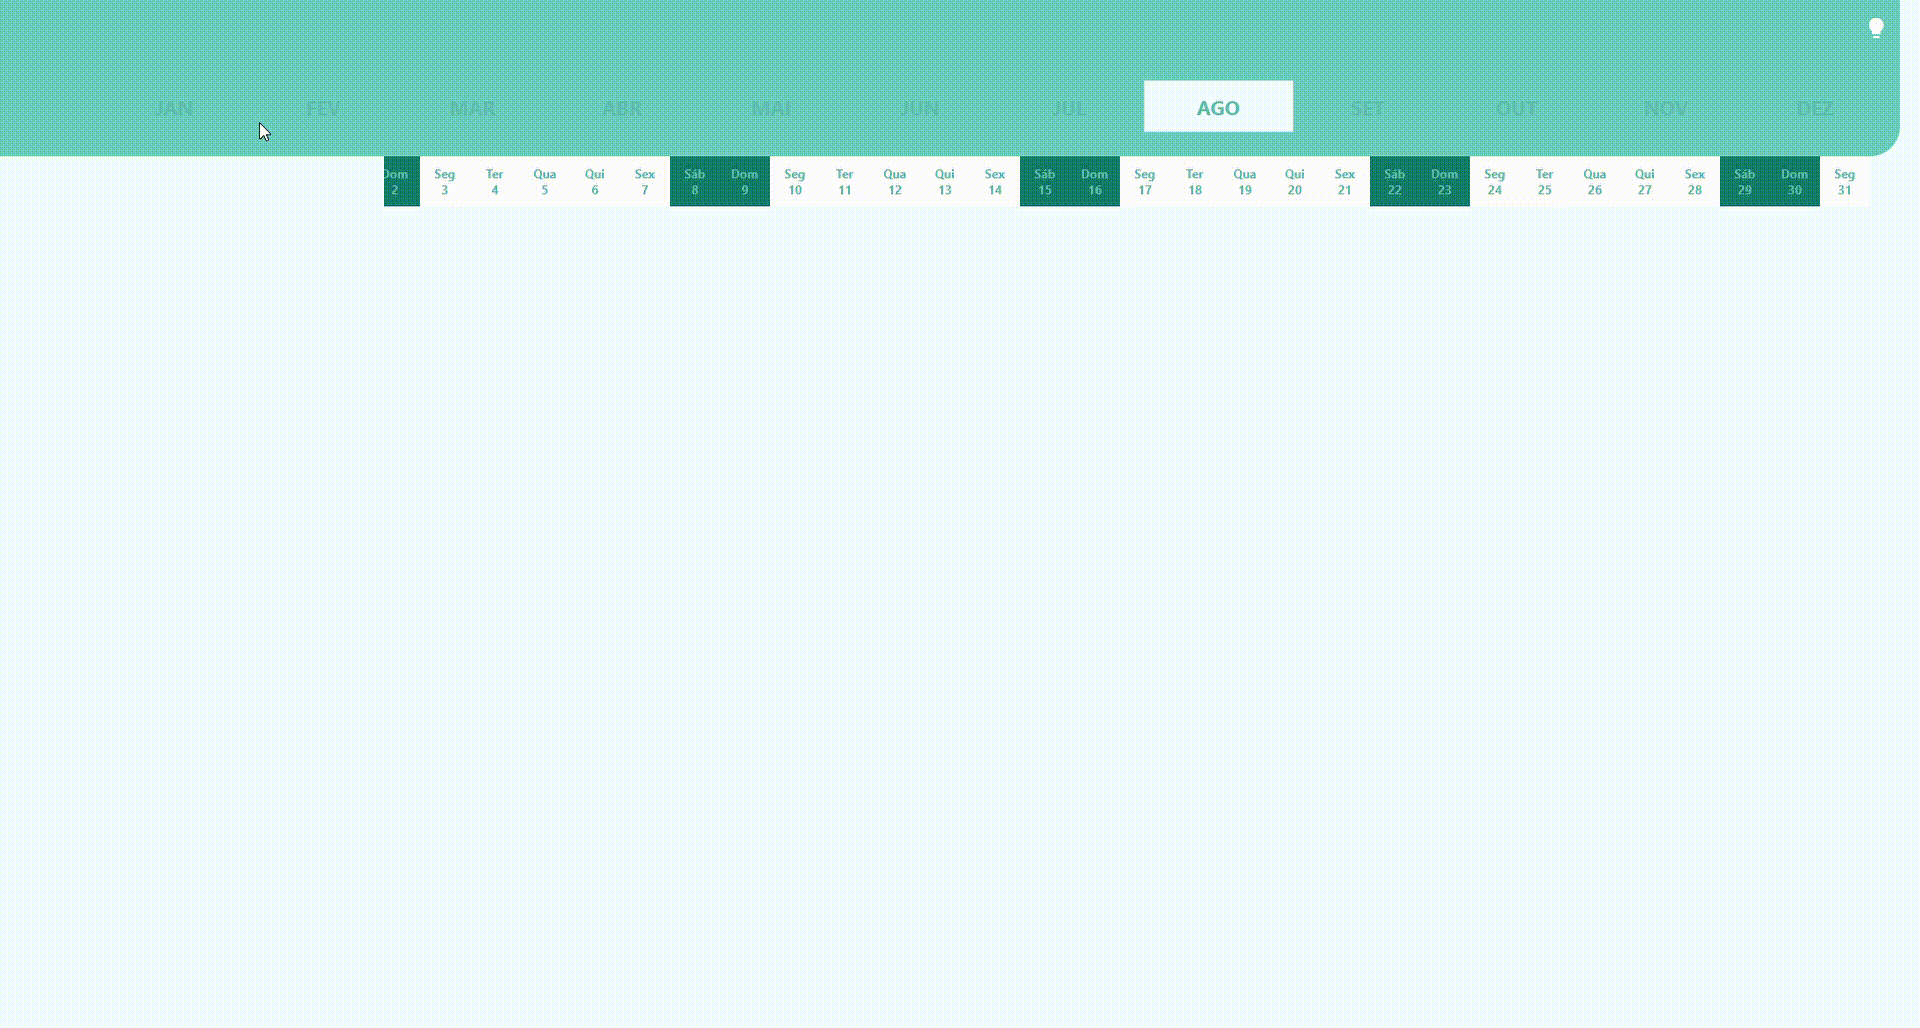 JAN FEV MAR ABR MAI JUN JUL AGO SET OUT NOV DEZ
Dom Seg Ter Qua Qui Sex Sáb Dom Seg Ter Qua Qui Sex Sáb Dom Seg Ter Qua Qui Sex Sáb Dom Seg Ter Qua Qui Sex Sáb Dom Seg
2 3 4 5 6 7 8 9 10 11 12 13 14 15 16 17 18 19 20 21 22 23 24 25 26 27 28 29 30 31